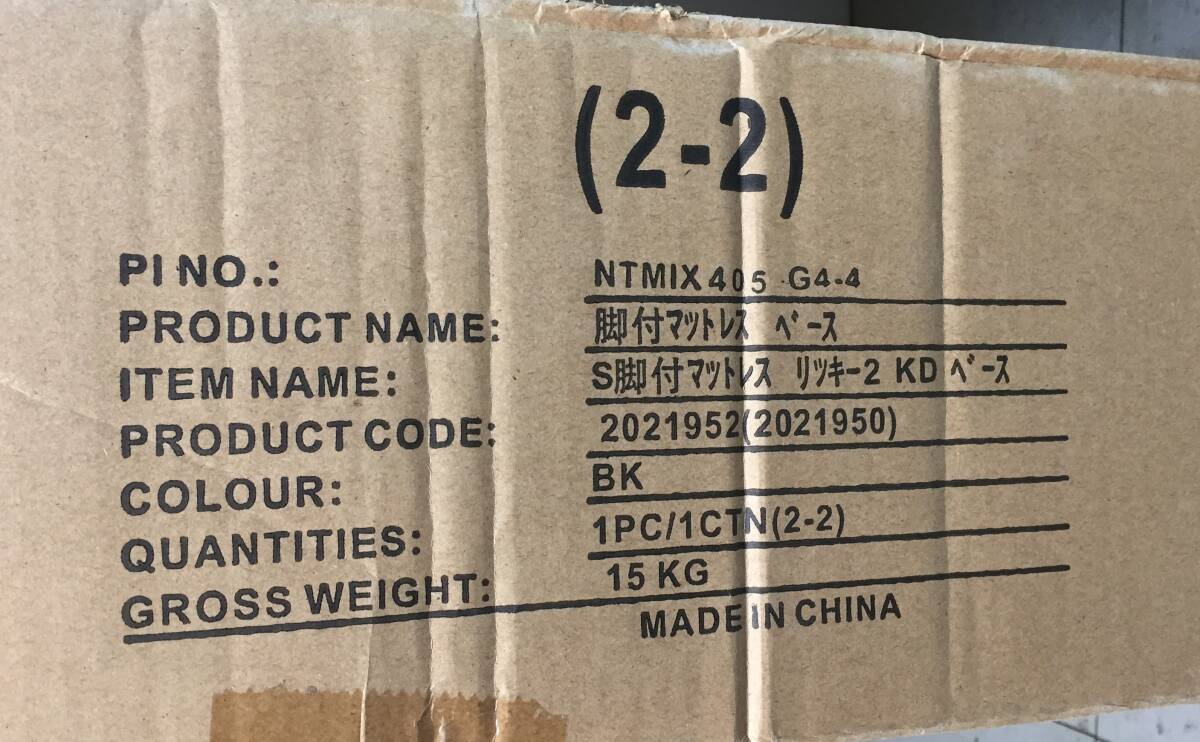 (2-2)
PI NO.: NTMIX405 G4-4
PRODUCT NAME: 脚付マットレス ベース
ITEM NAME: S脚付マットレス リッキー2 KD ベース
PRODUCT CODE: 2021952(2021950)
COLOUR: BK
QUANTITIES: 1PC/1CTN(2-2)
GROSS WEIGHT: 15 KG
MADE IN CHINA